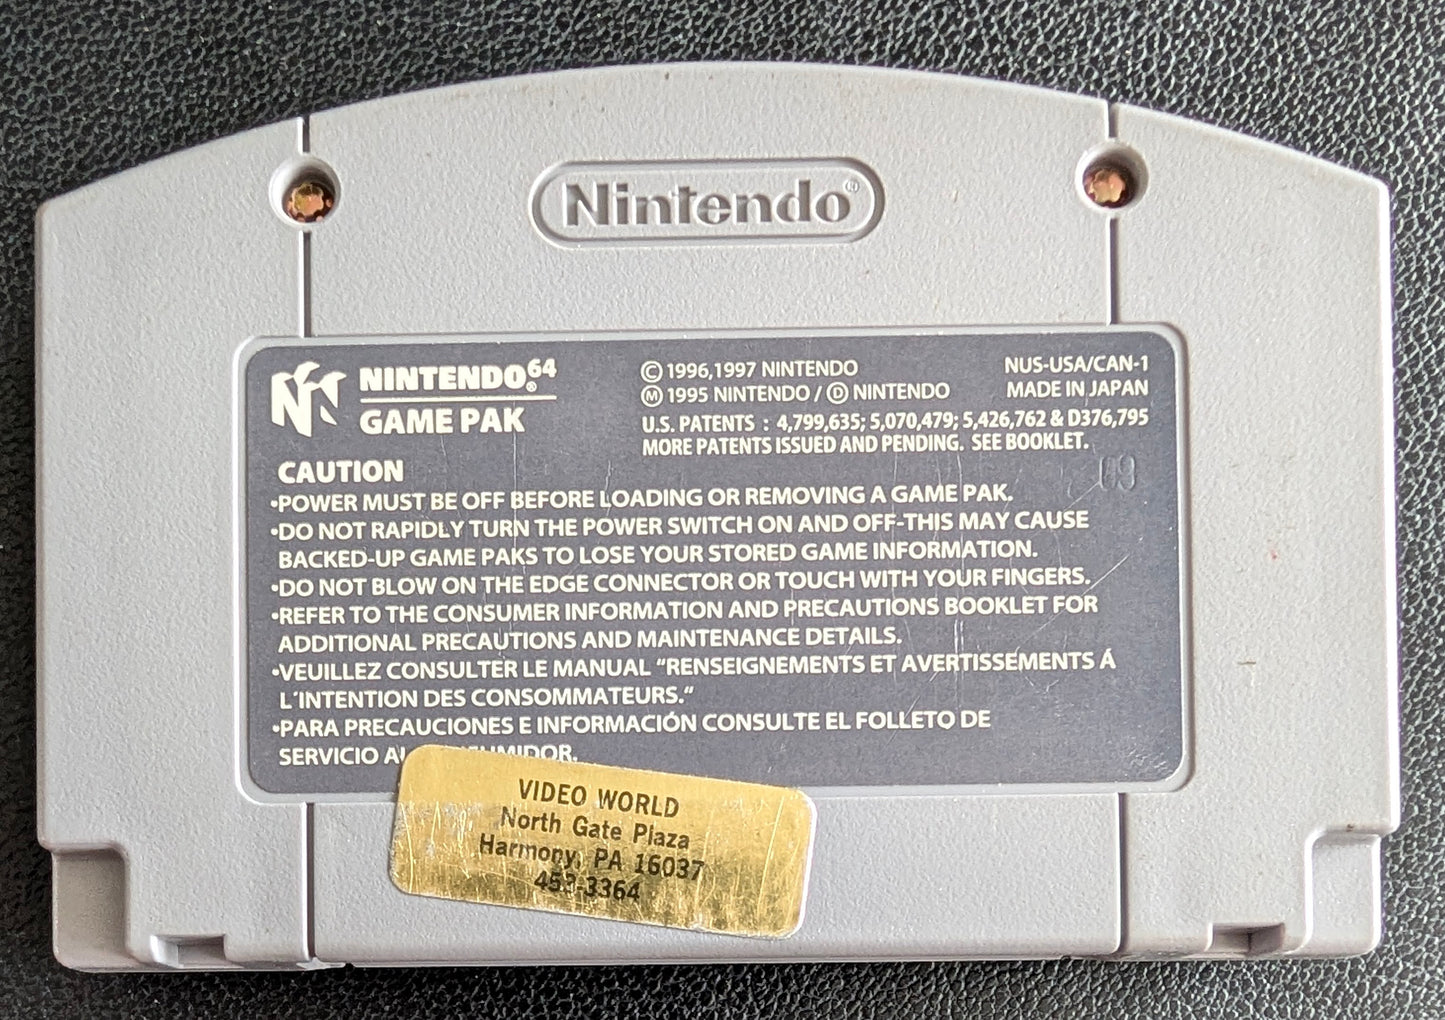 Nintendo®
NINTENDO64®
GAME PAK
© 1996,1997 NINTENDO
Ⓜ 1995 NINTENDO / Ⓓ NINTENDO
NUS-USA/CAN-1
MADE IN JAPAN
U.S. PATENTS : 4,799,635; 5,070,479; 5,426,762 & D376,795
MORE PATENTS ISSUED AND PENDING. SEE BOOKLET.
CAUTION
•POWER MUST BE OFF BEFORE LOADING OR REMOVING A GAME PAK.
•DO NOT RAPIDLY TURN THE POWER SWITCH ON AND OFF-THIS MAY CAUSE
BACKED-UP GAME PAKS TO LOSE YOUR STORED GAME INFORMATION.
•DO NOT BLOW ON THE EDGE CONNECTOR OR TOUCH WITH YOUR FINGERS.
•REFER TO THE CONSUMER INFORMATION AND PRECAUTIONS BOOKLET FOR
ADDITIONAL PRECAUTIONS AND MAINTENANCE DETAILS.
•VEUILLEZ CONSULTER LE MANUAL "RENSEIGNEMENTS ET AVERTISSEMENTS Á
L´INTENTION DES CONSOMMATEURS."
•PARA PRECAUCIONES E INFORMACIÓN CONSULTE EL FOLLETO DE
SERVICIO
VIDEO WORLD
North Gate Plaza
Harmony, PA 16037
453-3364